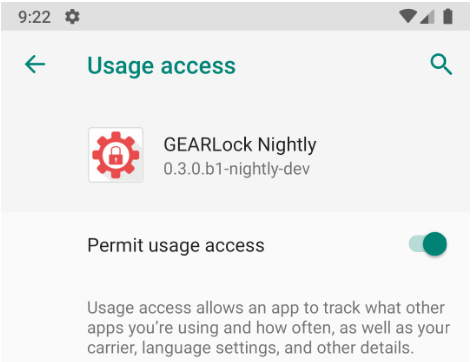 9:22
Usage access
GEARLock Nightly
0.3.0.b1-nightly-dev
Permit usage access
Usage access allows an app to track what other
apps you're using and how often, as well as your
carrier, language settings, and other details.